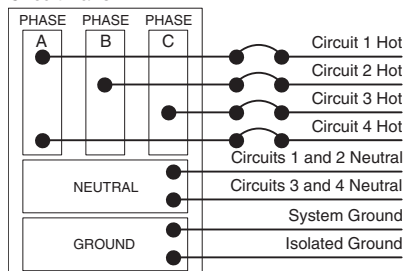 PHASE PHASE PHASE
A B C
Circuit 1 Hot
Circuit 2 Hot
Circuit 3 Hot
Circuit 4 Hot
Circuits 1 and 2 Neutral
NEUTRAL
Circuits 3 and 4 Neutral
System Ground
GROUND
Isolated Ground